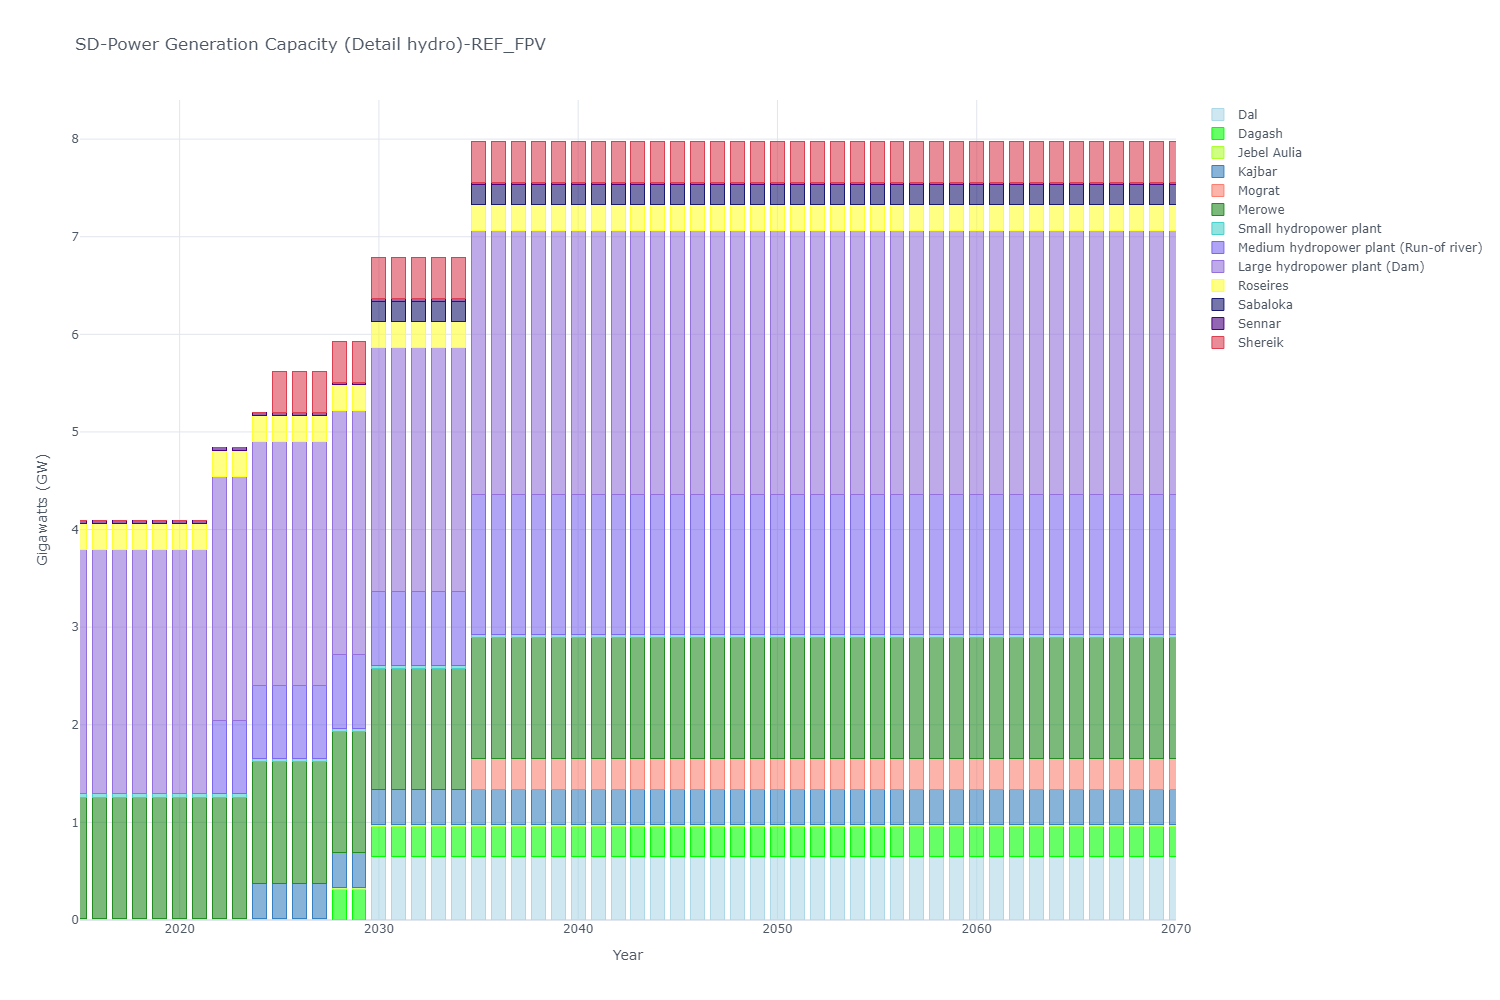 SD-Power Generation Capacity (Detail hydro)-REF_FPV
8
7
6
5
4
3
2
1
0
Gigawatts (GW)
2020
2030
2040
2050
2060
2070
Year
Dal
Dagash
Jebel Aulia
Kajbar
Mograt
Merowe
Small hydropower plant
Medium hydropower plant (Run-of river)
Large hydropower plant (Dam)
Roseires
Sabaloka
Sennar
Shereik